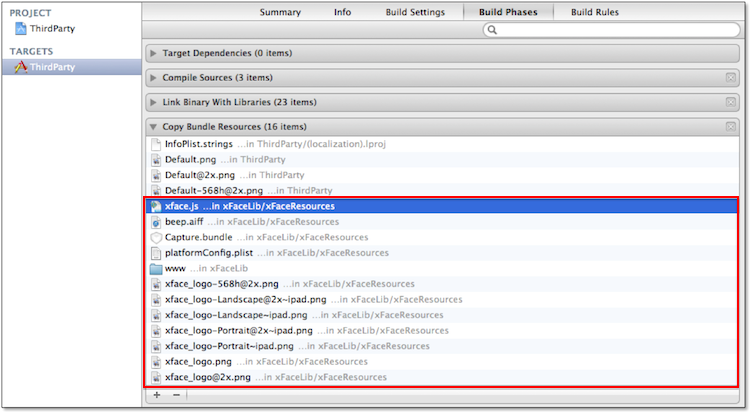 PROJECT
ThirdParty
TARGETS
ThirdParty
Summary Info Build Settings Build Phases Build Rules
Target Dependencies (0 items)
Compile Sources (3 items)
Link Binary With Libraries (23 items)
Copy Bundle Resources (16 items)
InfoPlist.strings ...in ThirdParty/(localization).lproj
Default.png ...in ThirdParty
Default@2x.png ...in ThirdParty
Default-568h@2x.png ...in ThirdParty
xface.js ...in xFaceLib/xFaceResources
beep.aiff ...in xFaceLib/xFaceResources
Capture.bundle ...in xFaceLib/xFaceResources
platformConfig.plist ...in xFaceLib/xFaceResources
www ...in xFaceLib
xface_logo-568h@2x.png ...in xFaceLib/xFaceResources
xface_logo-Landscape@2x~ipad.png ...in xFaceLib/xFaceResources
xface_logo-Landscape~ipad.png ...in xFaceLib/xFaceResources
xface_logo-Portrait@2x~ipad.png ...in xFaceLib/xFaceResources
xface_logo-Portrait~ipad.png ...in xFaceLib/xFaceResources
xface_logo.png ...in xFaceLib/xFaceResources
xface_logo@2x.png ...in xFaceLib/xFaceResources